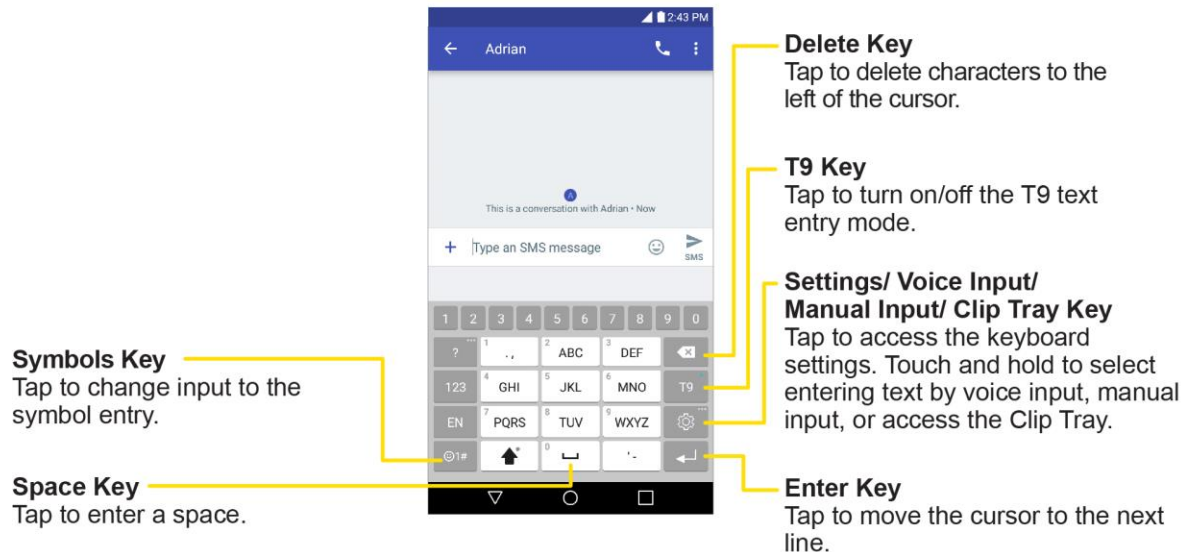 2:43 PM
Adrian
A
This is a conversation with Adrian • Now
Type an SMS message
SMS
1 2 3 4 5 6 7 8 9 0
? ... 1 ., 2 ABC 3 DEF
123 4 GHI 5 JKL 6 MNO T9
EN 7 PQRS 8 TUV 9 WXYZ ...
1# 0 '-
Symbols Key
Tap to change input to the
symbol entry.
Space Key
Tap to enter a space.
Delete Key
Tap to delete characters to the
left of the cursor.
T9 Key
Tap to turn on/off the T9 text
entry mode.
Settings/ Voice Input/
Manual Input/ Clip Tray Key
Tap to access the keyboard
settings. Touch and hold to select
entering text by voice input, manual
input, or access the Clip Tray.
Enter Key
Tap to move the cursor to the next
line.